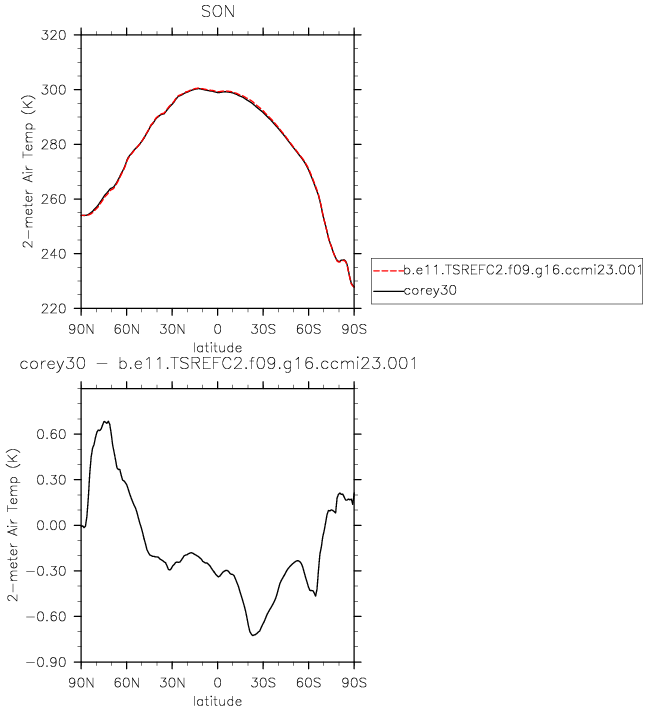 SON
320
300
280
260
240
220
2-meter Air Temp (K)
90N 60N 30N 0 30S 60S 90S
latitude
b.e11.TSREFC2.f09.g16.ccmi23.001
corey30
corey30 - b.e11.TSREFC2.f09.g16.ccmi23.001
0.60
0.30
0.00
-0.30
-0.60
-0.90
2-meter Air Temp (K)
90N 60N 30N 0 30S 60S 90S
latitude